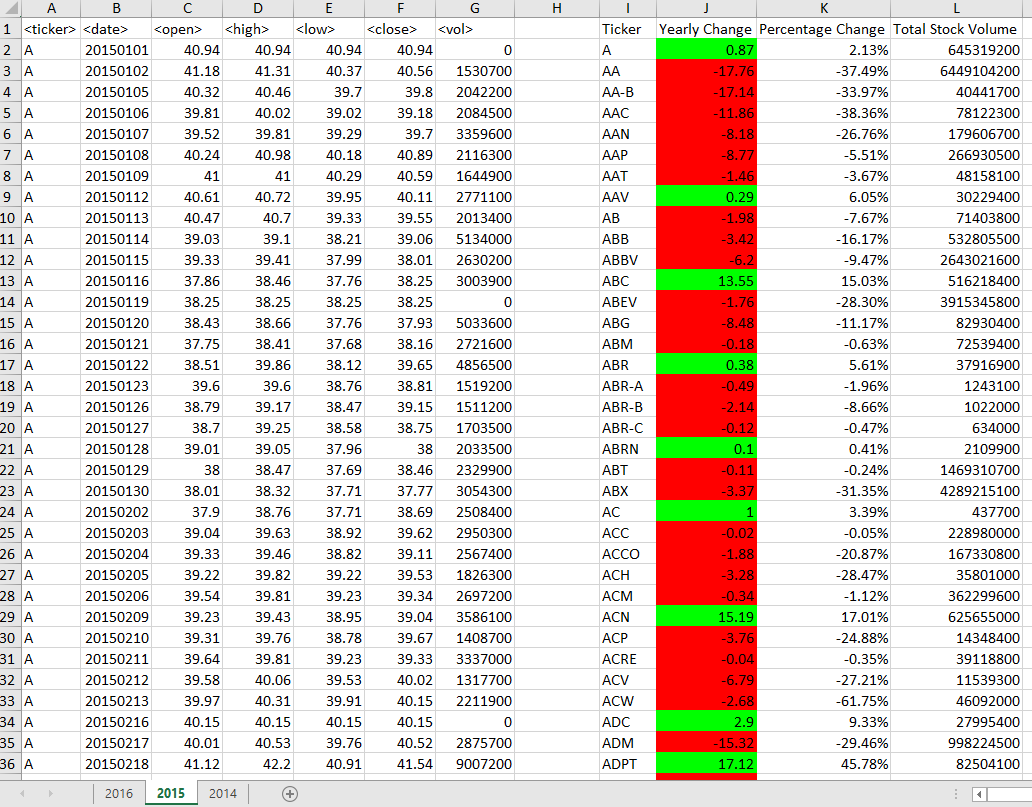 A B C D E F G H I J K L
1 <ticker> <date> <open> <high> <low> <close> <vol> Ticker Yearly Change Percentage Change Total Stock Volume
2 A 20150101 40.94 40.94 40.94 40.94 0 A 0.87 2.13% 645319200
3 A 20150102 41.18 41.31 40.37 40.56 1530700 AA -17.76 -37.49% 6449104200
4 A 20150105 40.32 40.46 39.7 39.8 2042200 AA-B -17.14 -33.97% 40441700
5 A 20150106 39.81 40.02 39.02 39.18 2084500 AAC -11.86 -38.36% 78122300
6 A 20150107 39.52 39.81 39.29 39.7 3359600 AAN -8.18 -26.76% 179606700
7 A 20150108 40.24 40.98 40.18 40.89 2116300 AAP -8.77 -5.51% 266930500
8 A 20150109 41 41 40.29 40.59 1644900 AAT -1.46 -3.67% 48158100
9 A 20150112 40.61 40.72 39.95 40.11 2771100 AAV 0.29 6.05% 30229400
10 A 20150113 40.47 40.7 39.33 39.55 2013400 AB -1.98 -7.67% 71403800
11 A 20150114 39.03 39.1 38.21 39.06 5134000 ABB -3.42 -16.17% 532805500
12 A 20150115 39.33 39.41 37.99 38.01 2630200 ABBV -6.2 -9.47% 2643021600
13 A 20150116 37.86 38.46 37.76 38.25 3003900 ABC 13.55 15.03% 516218400
14 A 20150119 38.25 38.25 38.25 38.25 0 ABEV -1.76 -28.30% 3915345800
15 A 20150120 38.43 38.66 37.76 37.93 5033600 ABG -8.48 -11.17% 82930400
16 A 20150121 37.75 38.41 37.68 38.16 2721600 ABM -0.18 -0.63% 72539400
17 A 20150122 38.51 39.86 38.12 39.65 4856500 ABR 0.38 5.61% 37916900
18 A 20150123 39.6 39.6 38.76 38.81 1519200 ABR-A -0.49 -1.96% 1243100
19 A 20150126 38.79 39.17 38.47 39.15 1511200 ABR-B -2.14 -8.66% 1022000
20 A 20150127 38.7 39.25 38.58 38.75 1703500 ABR-C -0.12 -0.47% 634000
21 A 20150128 39.01 39.05 37.96 38 2033500 ABRN 0.1 0.41% 2109900
22 A 20150129 38 38.47 37.69 38.46 2329900 ABT -0.11 -0.24% 1469310700
23 A 20150130 38.01 38.32 37.71 37.77 3054300 ABX -3.37 -31.35% 4289215100
24 A 20150202 37.9 38.76 37.71 38.69 2508400 AC 1 3.39% 437700
25 A 20150203 39.04 39.63 38.92 39.62 2950300 ACC -0.02 -0.05% 228980000
26 A 20150204 39.33 39.46 38.82 39.11 2567400 ACCO -1.88 -20.87% 167330800
27 A 20150205 39.22 39.82 39.22 39.53 1826300 ACH -3.28 -28.47% 35801000
28 A 20150206 39.54 39.81 39.23 39.34 2697200 ACM -0.34 -1.12% 362299600
29 A 20150209 39.23 39.43 38.95 39.04 3586100 ACN 15.19 17.01% 625655000
30 A 20150210 39.31 39.76 38.78 39.67 1408700 ACP -3.76 -24.88% 14348400
31 A 20150211 39.64 39.81 39.23 39.33 3337000 ACRE -0.04 -0.35% 39118800
32 A 20150212 39.58 40.06 39.53 40.02 1317700 ACV -6.79 -27.21% 11539300
33 A 20150213 39.97 40.31 39.91 40.15 2211900 ACW -2.68 -61.75% 46092000
34 A 20150216 40.15 40.15 40.15 40.15 0 ADC 2.9 9.33% 27995400
35 A 20150217 40.01 40.53 39.76 40.52 2875700 ADM -15.32 -29.46% 998224500
36 A 20150218 41.12 42.2 40.91 41.54 9007200 ADPT 17.12 45.78% 82504100
2016 2015 2014